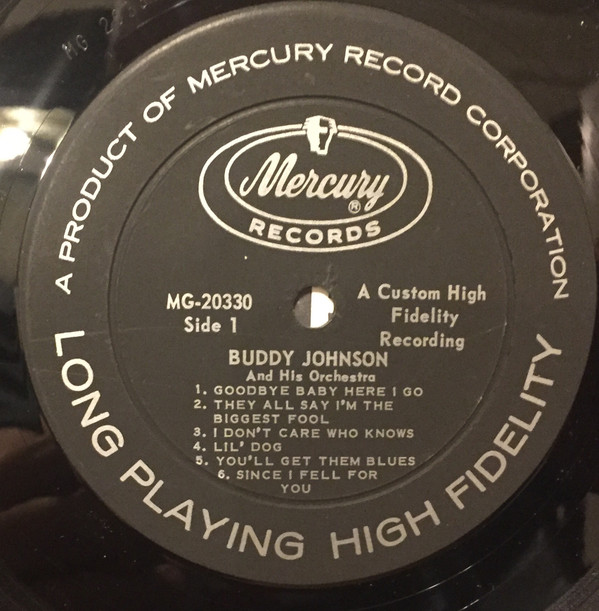 A PRODUCT OF MERCURY RECORD CORPORATION
Mercury ®
RECORDS
MG-20330
Side 1
A Custom High
Fidelity
Recording
BUDDY JOHNSON
And His Orchestra
1. GOODBYE BABY HERE I GO
2. THEY ALL SAY I'M THE
BIGGEST FOOL
3. I DON'T CARE WHO KNOWS
4. LIL' DOG
5. YOU'LL GET THEM BLUES
6. SINCE I FELL FOR
YOU
LONG PLAYING HIGH FIDELITY